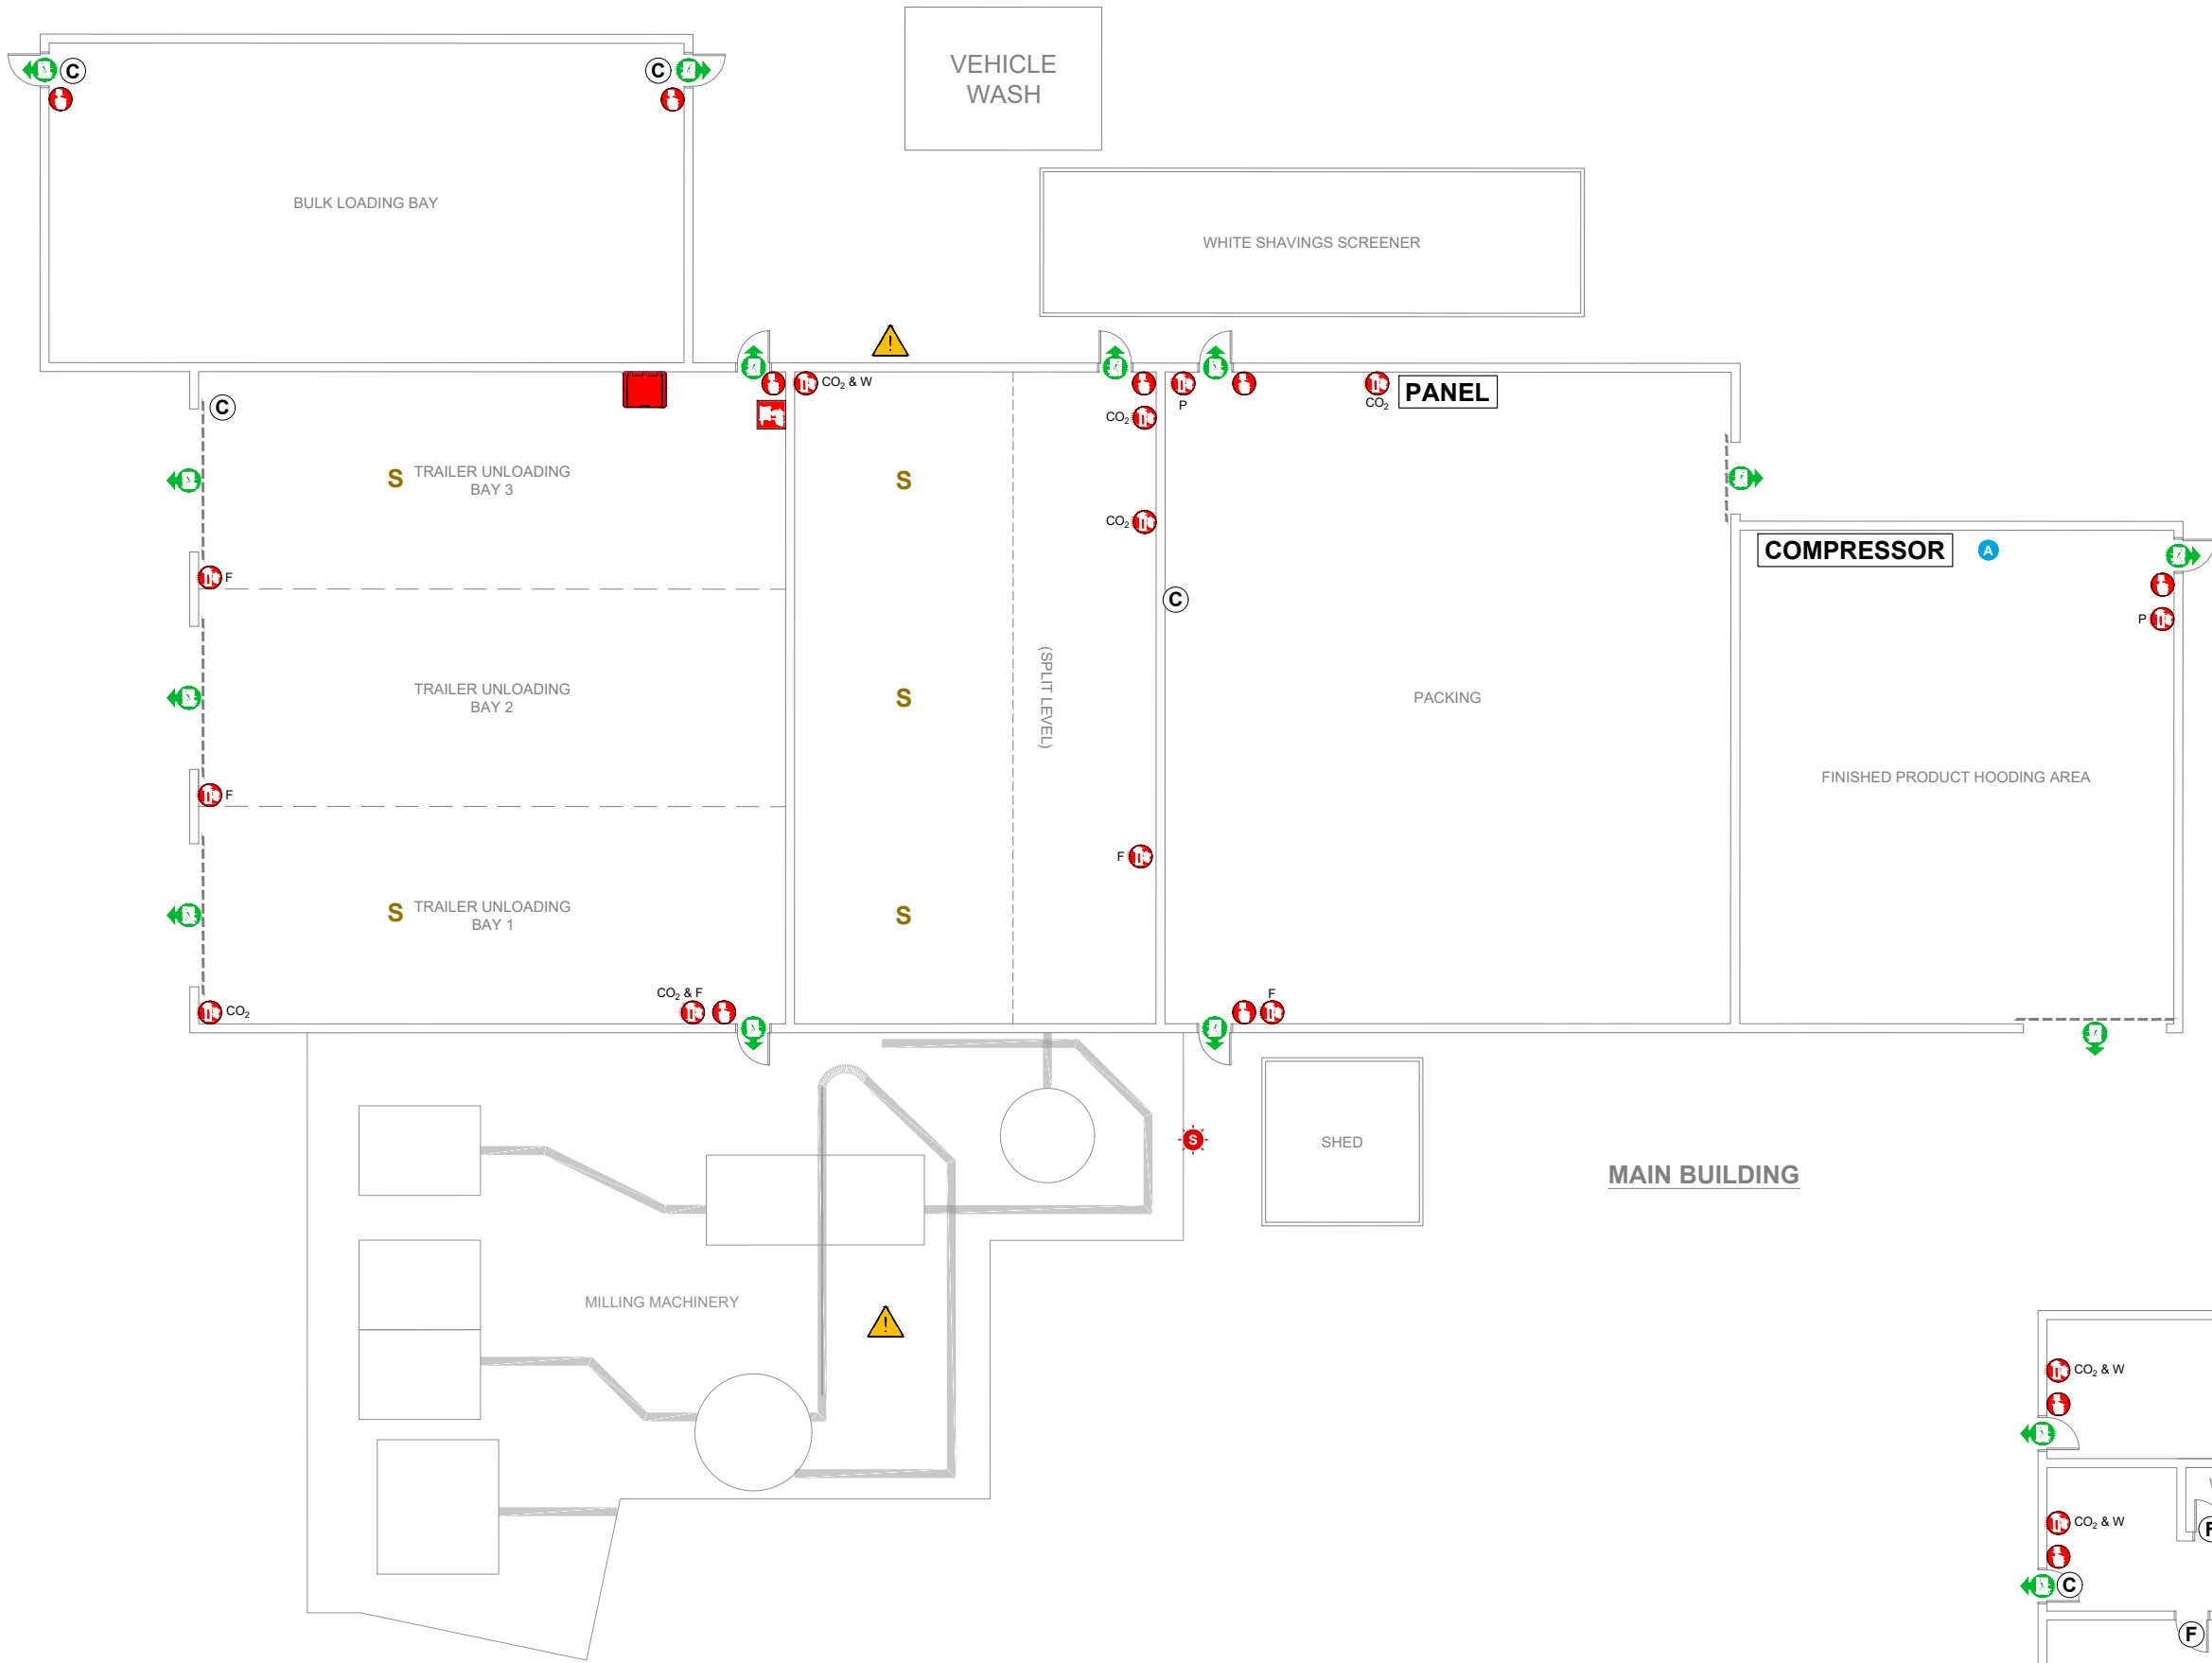 VEHICLE
WASH
C
C
BULK LOADING BAY
WHITE SHAVINGS SCREENER
CO₂ & W
P
CO₂
PANEL
C
CO₂
S
TRAILER UNLOADING
BAY 3
S
CO₂
COMPRESSOR
A
F
C
P
(SPLIT LEVEL)
TRAILER UNLOADING
BAY 2
S
PACKING
FINISHED PRODUCT HOODING AREA
F
F
S
TRAILER UNLOADING
BAY 1
S
CO₂
CO₂ & F
F
S
SHED
MAIN BUILDING
MILLING MACHINERY
CO₂ & W
CO₂ & W
F
C
F